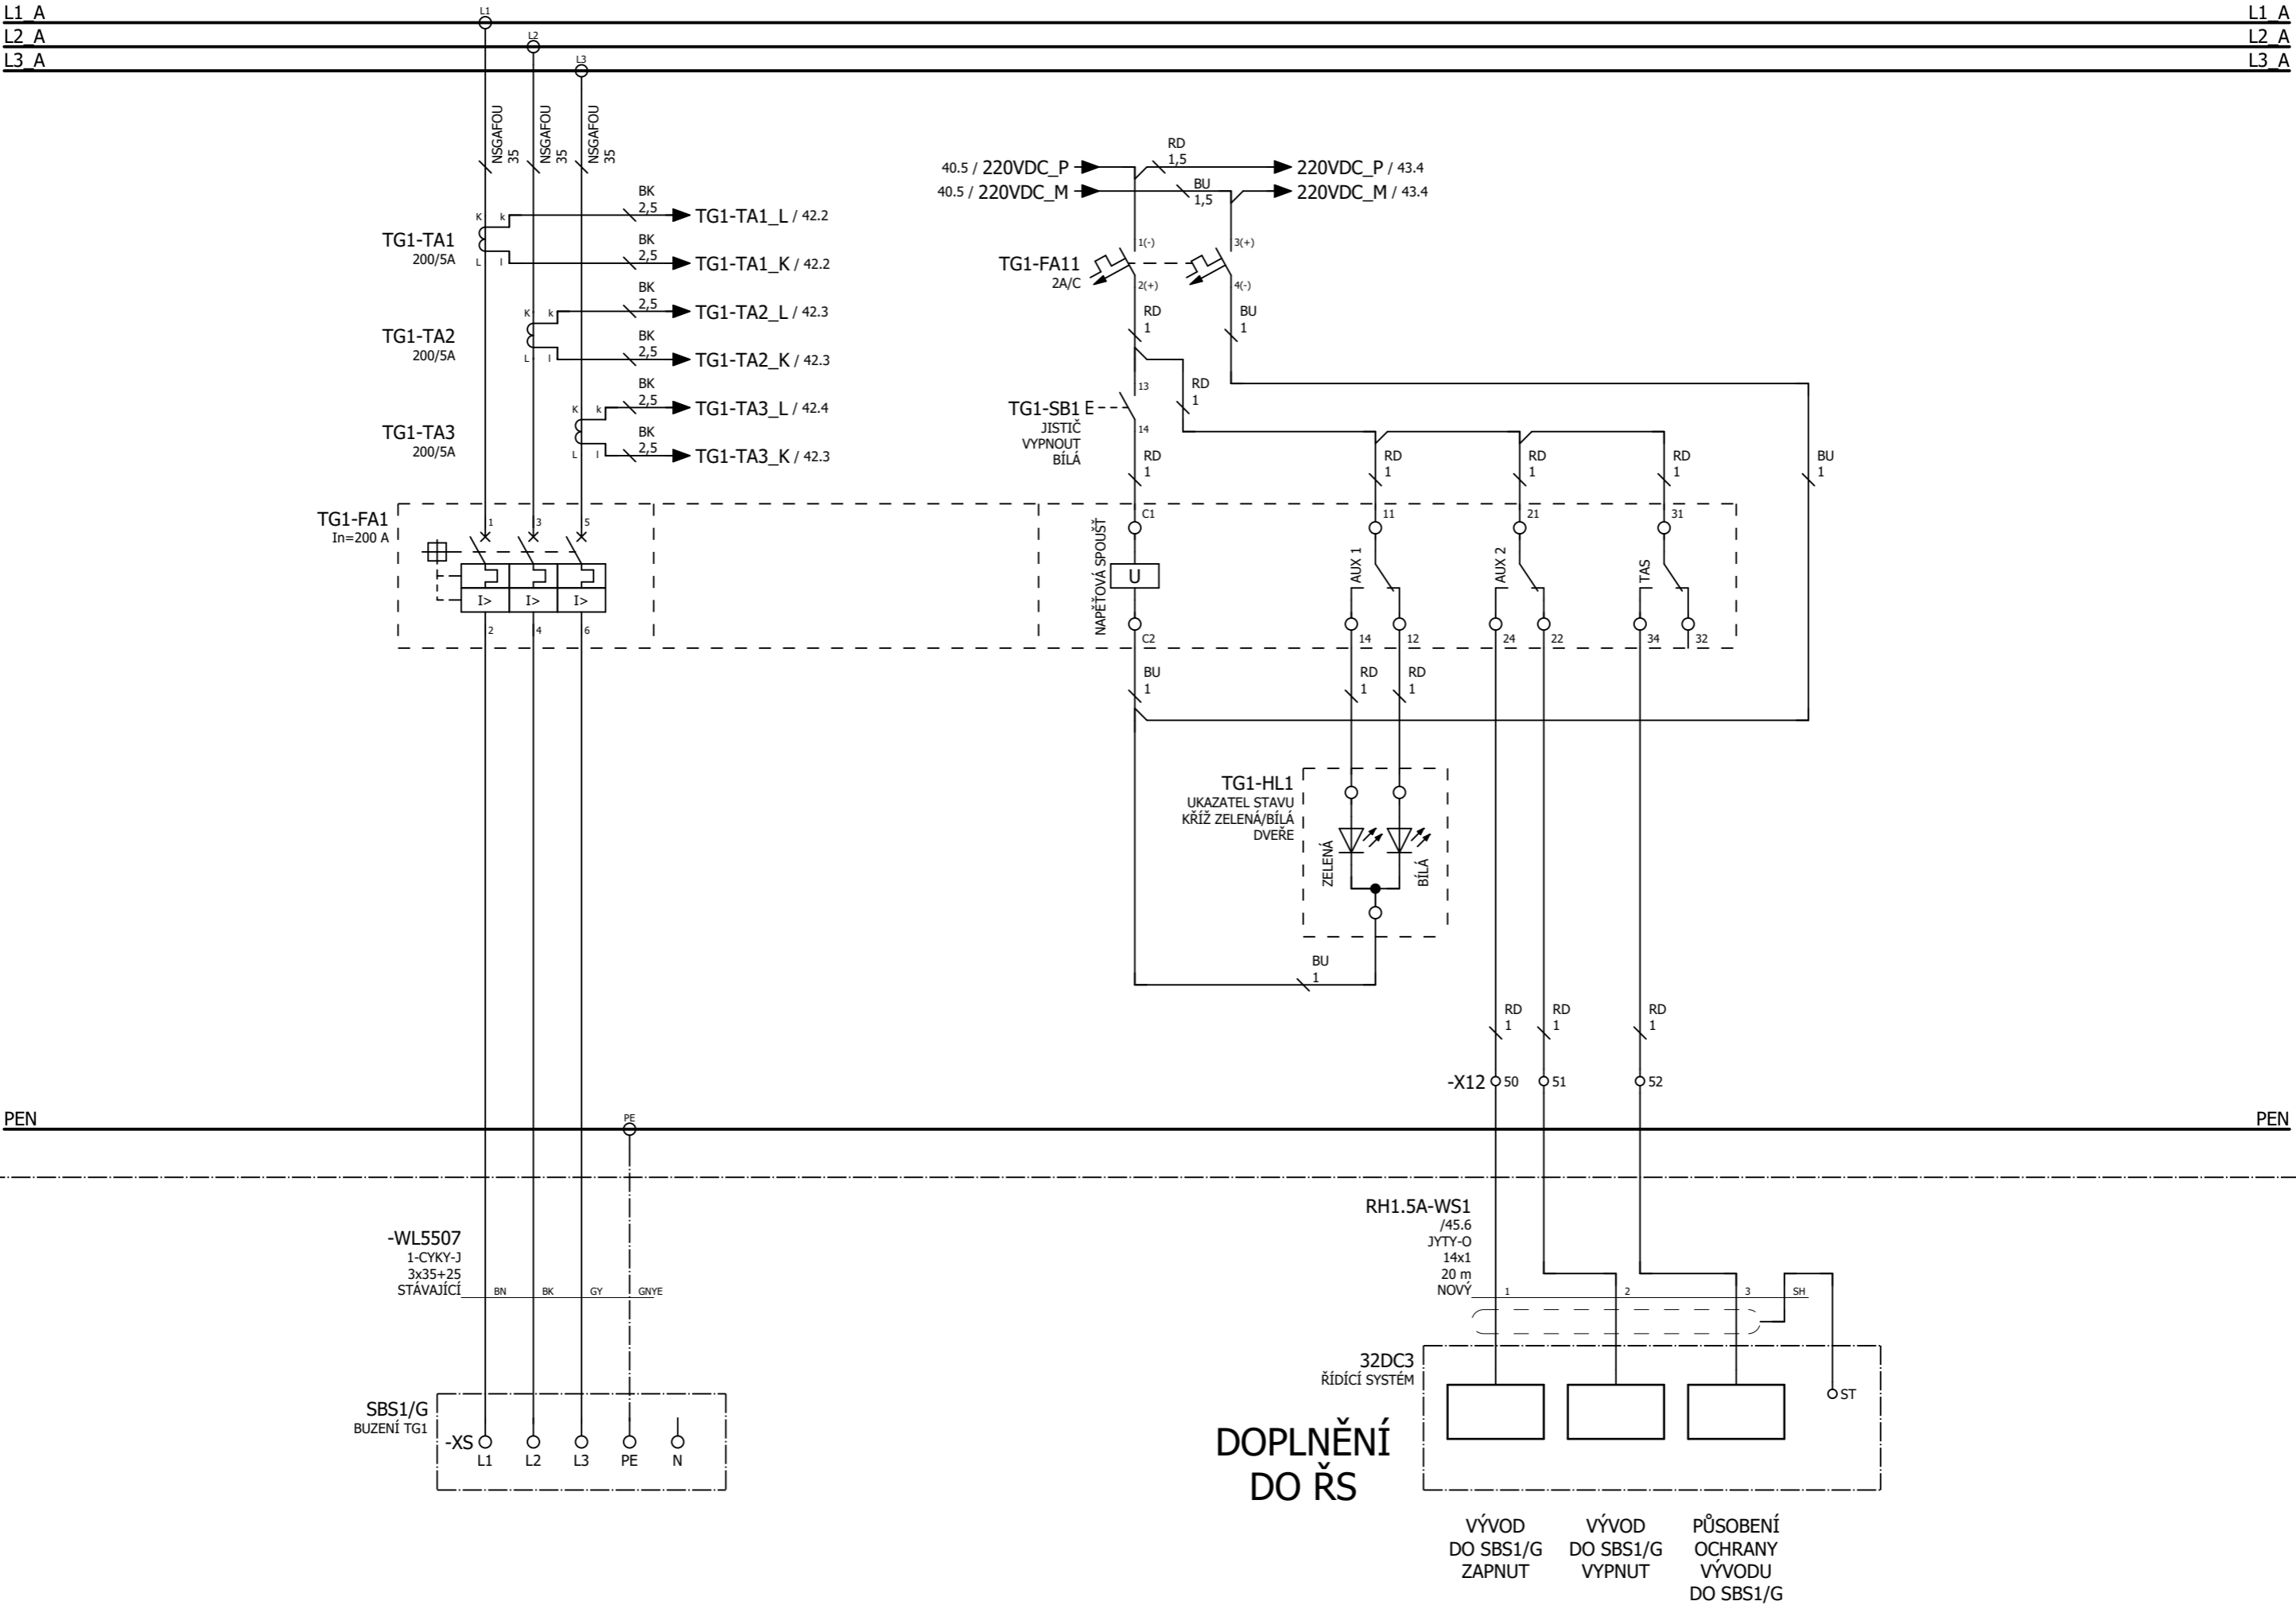 L1_A
L1
L1_A
L2_A
L2
L2_A
L3_A
L3
L3_A
NSGAFOU
35
NSGAFOU
35
NSGAFOU
35
K
k
TG1-TA1
200/5A
L
l
BK
2,5
TG1-TA1_L / 42.2
BK
2,5
TG1-TA1_K / 42.2
K
k
TG1-TA2
200/5A
L
l
BK
2,5
TG1-TA2_L / 42.3
BK
2,5
TG1-TA2_K / 42.3
K
k
TG1-TA3
200/5A
L
l
BK
2,5
TG1-TA3_L / 42.4
BK
2,5
TG1-TA3_K / 42.3
TG1-FA1
In=200 A
1
3
5
I>
I>
I>
2
4
6
40.5 / 220VDC_P
RD
1,5
220VDC_P / 43.4
40.5 / 220VDC_M
BU
1,5
220VDC_M / 43.4
TG1-FA11
2A/C
1(-)
3(+)
2(+)
4(-)
RD
1
BU
1
13
TG1-SB1
JISTIČ
VYPNOUT
BÍLÁ
14
RD
1
RD
1
RD
1
RD
1
RD
1
BU
1
NAPĚŤOVÁ SPOUŠŤ
C1
U
C2
AUX 1
11
14
12
AUX 2
21
24
22
TAS
31
34
32
BU
1
RD
1
RD
1
TG1-HL1
UKAZATEL STAVU
KŘÍŽ ZELENÁ/BÍLÁ
DVEŘE
ZELENÁ
BÍLÁ
BU
1
RD
1
RD
1
RD
1
-X12
50
51
52
PEN
PE
PEN
-WL5507
1-CYKY-J
3x35+25
STÁVAJÍCÍ
BN
BK
GY
GNYE
RH1.5A-WS1
/45.6
JYTY-O
14x1
20 m
NOVÝ
1
2
3
SH
SBS1/G
BUZENÍ TG1
-XS
L1
L2
L3
PE
N
32DC3
ŘÍDÍCÍ SYSTÉM
ST
DOPLNĚNÍ
DO ŘS
VÝVOD
DO SBS1/G
ZAPNUT
VÝVOD
DO SBS1/G
VYPNUT
PŮSOBENÍ
OCHRANY
VÝVODU
DO SBS1/G